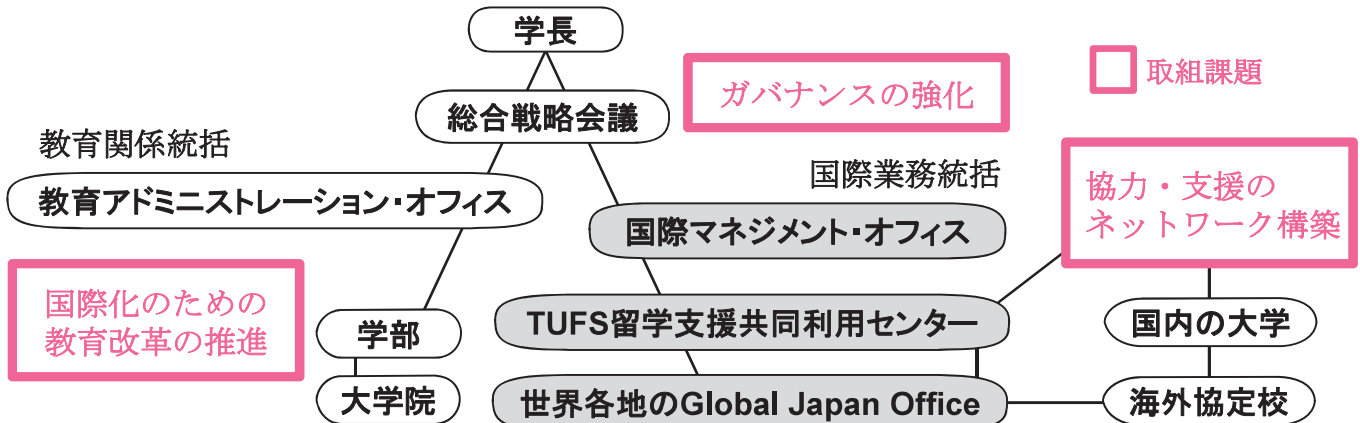 学長
総合戦略会議
ガバナンスの強化
取組課題
教育関係統括
教育アドミニストレーション・オフィス
国際業務統括
国際マネジメント・オフィス
協力・支援の
ネットワーク構築
国際化のための
教育改革の推進
学部
大学院
TUFS留学支援共同利用センター
世界各地のGlobal Japan Office
国内の大学
海外協定校